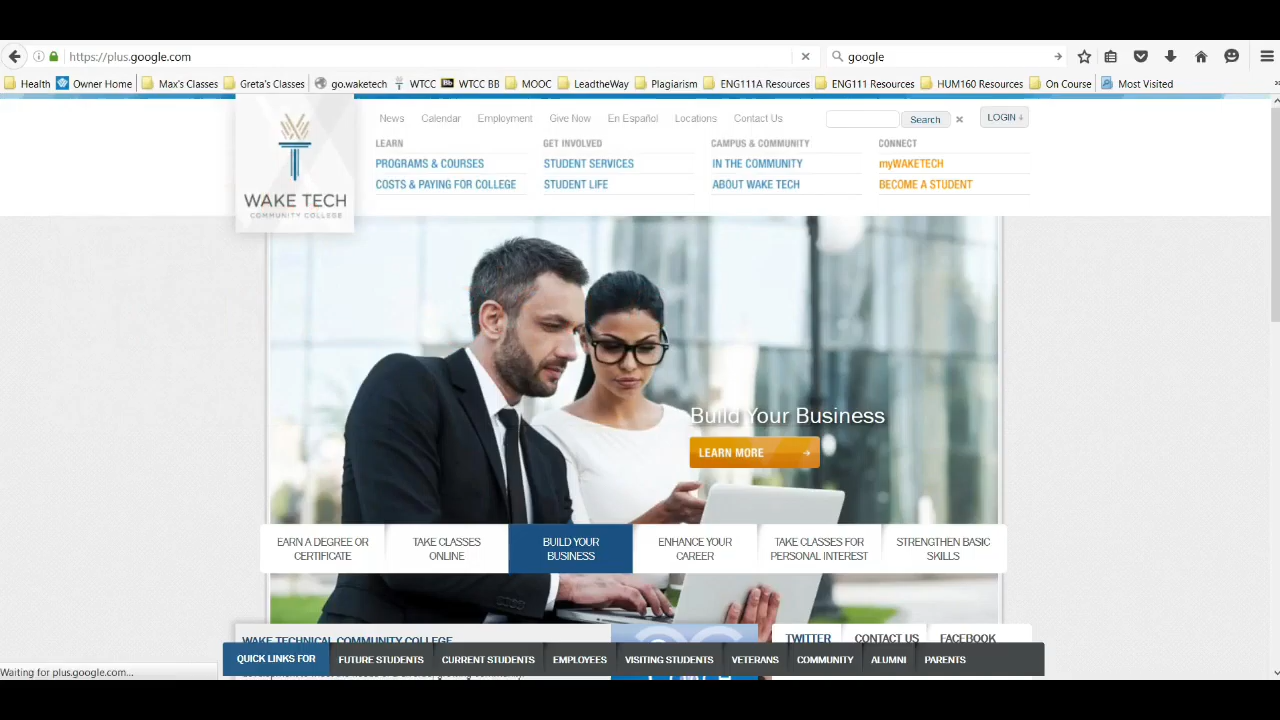 https://plus.google.com
google
Health Owner Home Max's Classes Greta's Classes go.waketech WTCC Bb WTCC BB MOOC LeadtheWay Plagiarism ENG111A Resources ENG111 Resources HUM160 Resources On Course Most Visited
News Calendar Employment Give Now En Español Locations Contact Us Search × LOGIN
LEARN GET INVOLVED CAMPUS & COMMUNITY CONNECT
PROGRAMS & COURSES STUDENT SERVICES IN THE COMMUNITY myWAKETECH
COSTS & PAYING FOR COLLEGE STUDENT LIFE ABOUT WAKE TECH BECOME A STUDENT
WAKE TECH
COMMUNITY COLLEGE
Build Your Business
LEARN MORE
EARN A DEGREE OR CERTIFICATE
TAKE CLASSES ONLINE
BUILD YOUR BUSINESS
ENHANCE YOUR CAREER
TAKE CLASSES FOR PERSONAL INTEREST
STRENGTHEN BASIC SKILLS
WAKE TECHNICAL COMMUNITY COLLEGE
TWITTER CONTACT US FACEBOOK
QUICK LINKS FOR FUTURE STUDENTS CURRENT STUDENTS EMPLOYEES VISITING STUDENTS VETERANS COMMUNITY ALUMNI PARENTS
Waiting for plus.google.com...